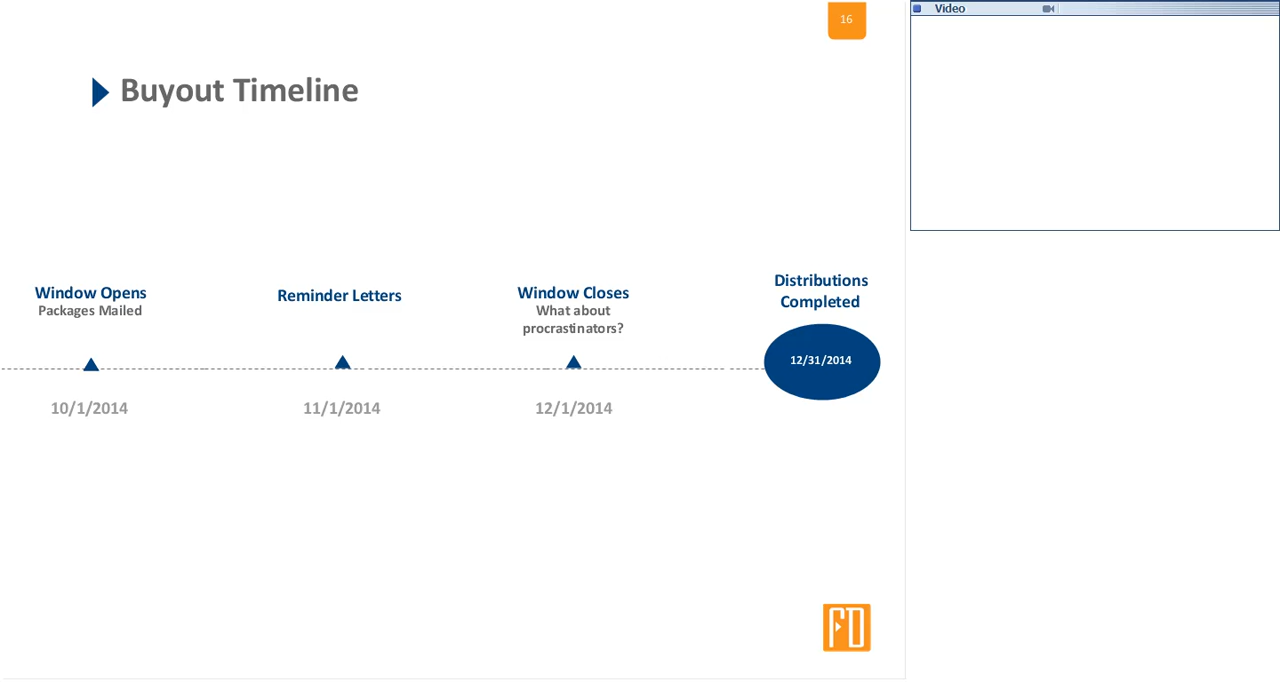 16
Video
Buyout Timeline
Window Opens
Packages Mailed
Reminder Letters
Window Closes
What about
procrastinators?
Distributions
Completed
12/31/2014
10/1/2014
11/1/2014
12/1/2014
FD